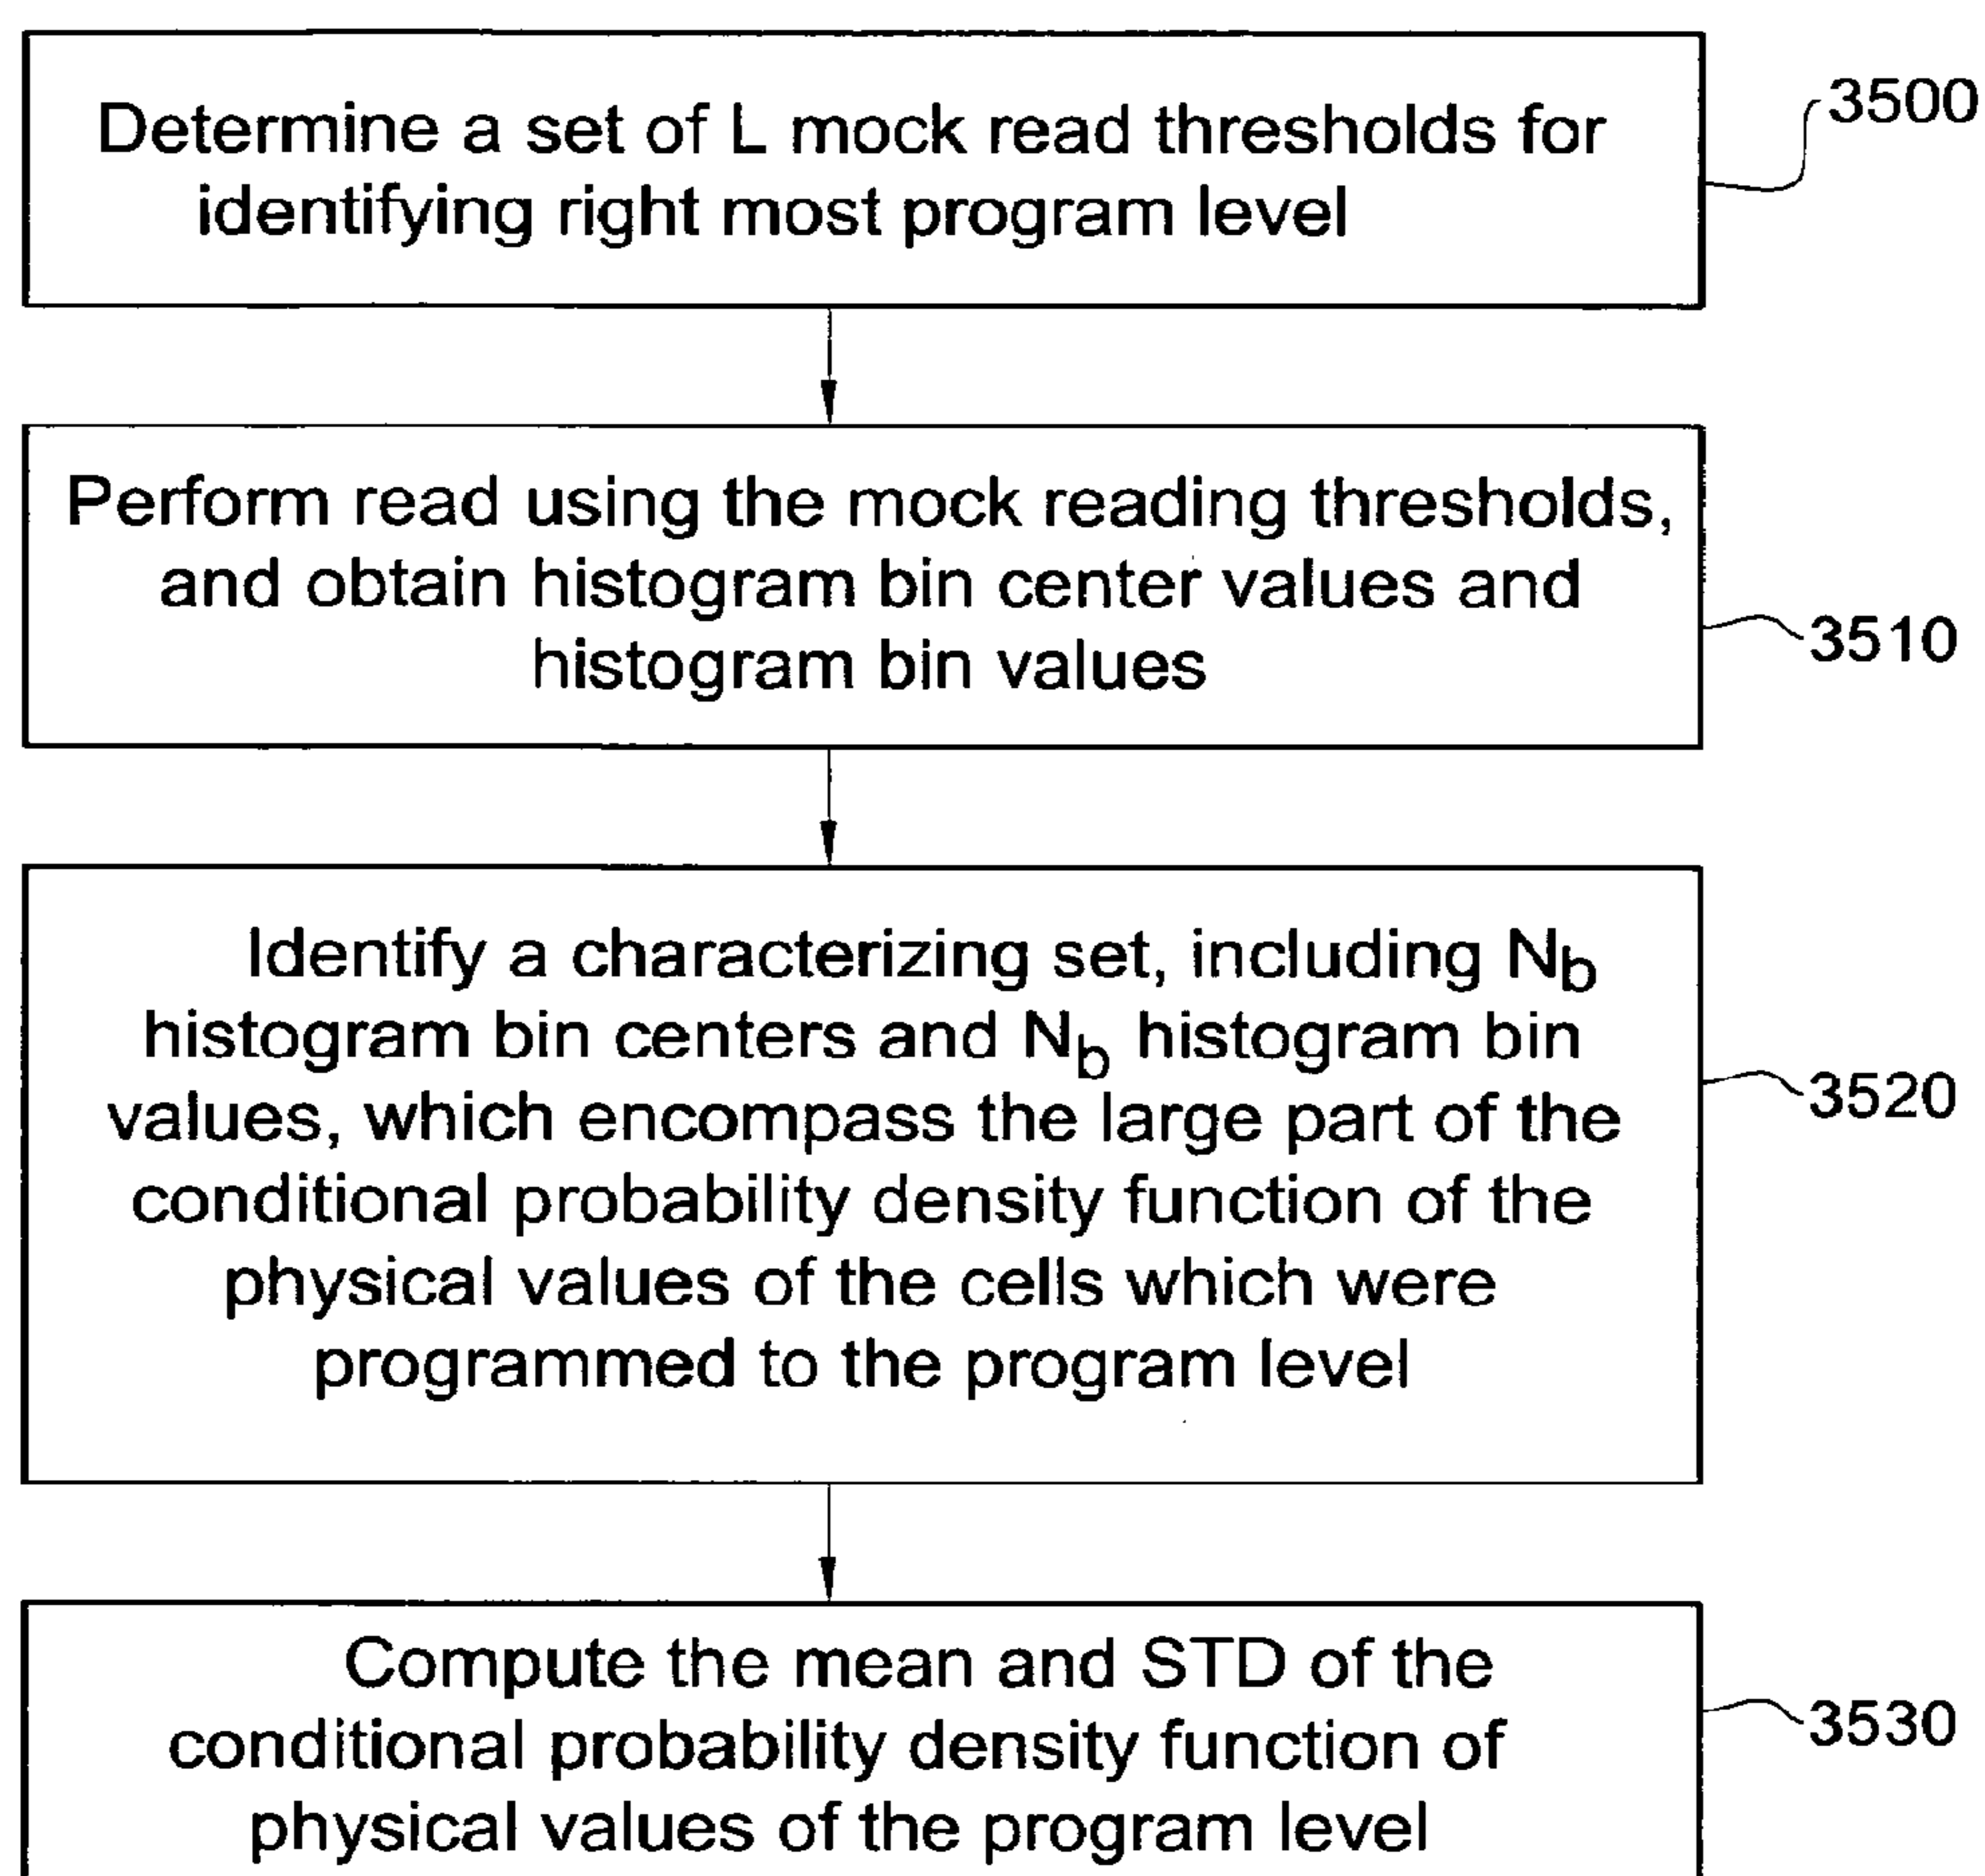 Determine a set of L mock read thresholds for
identifying right most program level
3500
Perform read using the mock reading thresholds,
and obtain histogram bin center values and
histogram bin values
3510
Identify a characterizing set, including Nb
histogram bin centers and Nb histogram bin
values, which encompass the large part of the
conditional probability density function of the
physical values of the cells which were
programmed to the program level
3520
Compute the mean and STD of the
conditional probability density function of
physical values of the program level
3530